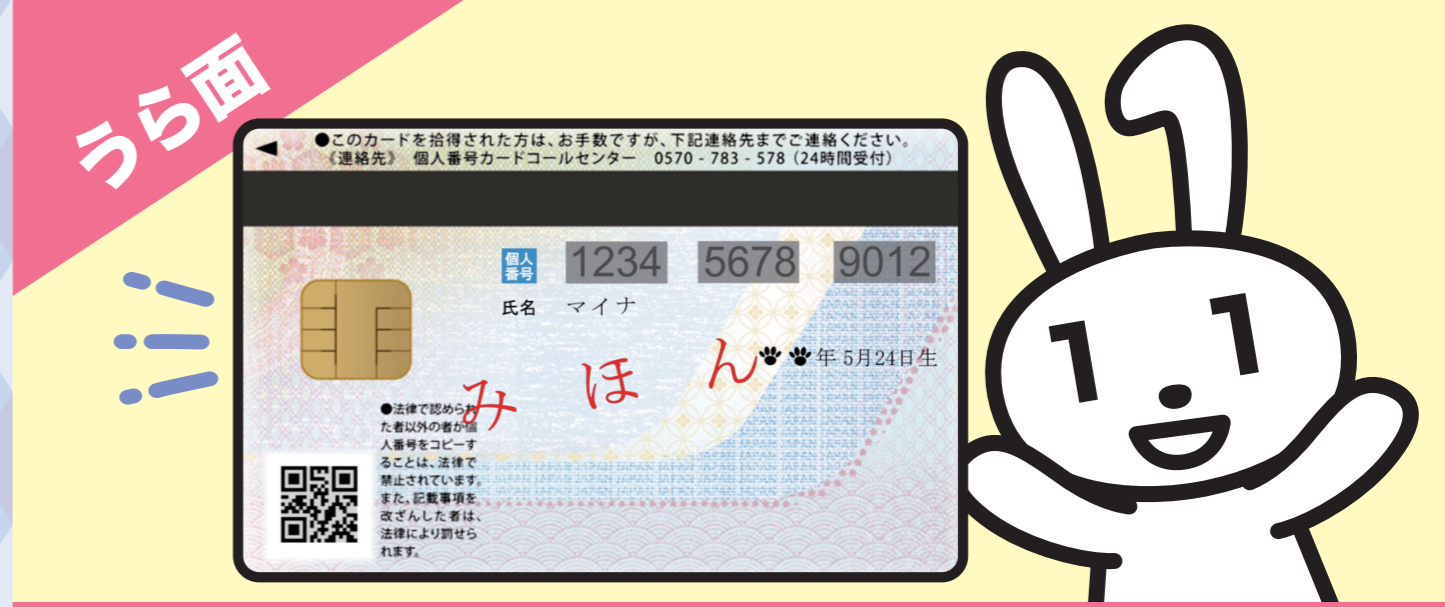 うら面
●このカードを拾得された方は、お手数ですが、下記連絡先までご連絡ください。
《連絡先》 個人番号カードコールセンター 0570 - 783 - 578（24時間受付）
個人番号 1234 5678 9012
氏名 マイナ
年 5月24日生
みほん
●法律で認められ
た者以外の者が個
人番号をコピーす
ることは、法律で
禁止されています。
また、記載事項を
改ざんした者は、
法律により罰せら
れます。